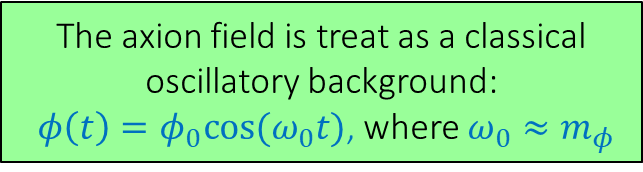 The axion field is treat as a classical
oscillatory background:
𝜙(𝑡) = 𝜙₀cos(𝜔₀𝑡), where 𝜔₀ ≈ 𝑚_𝜙